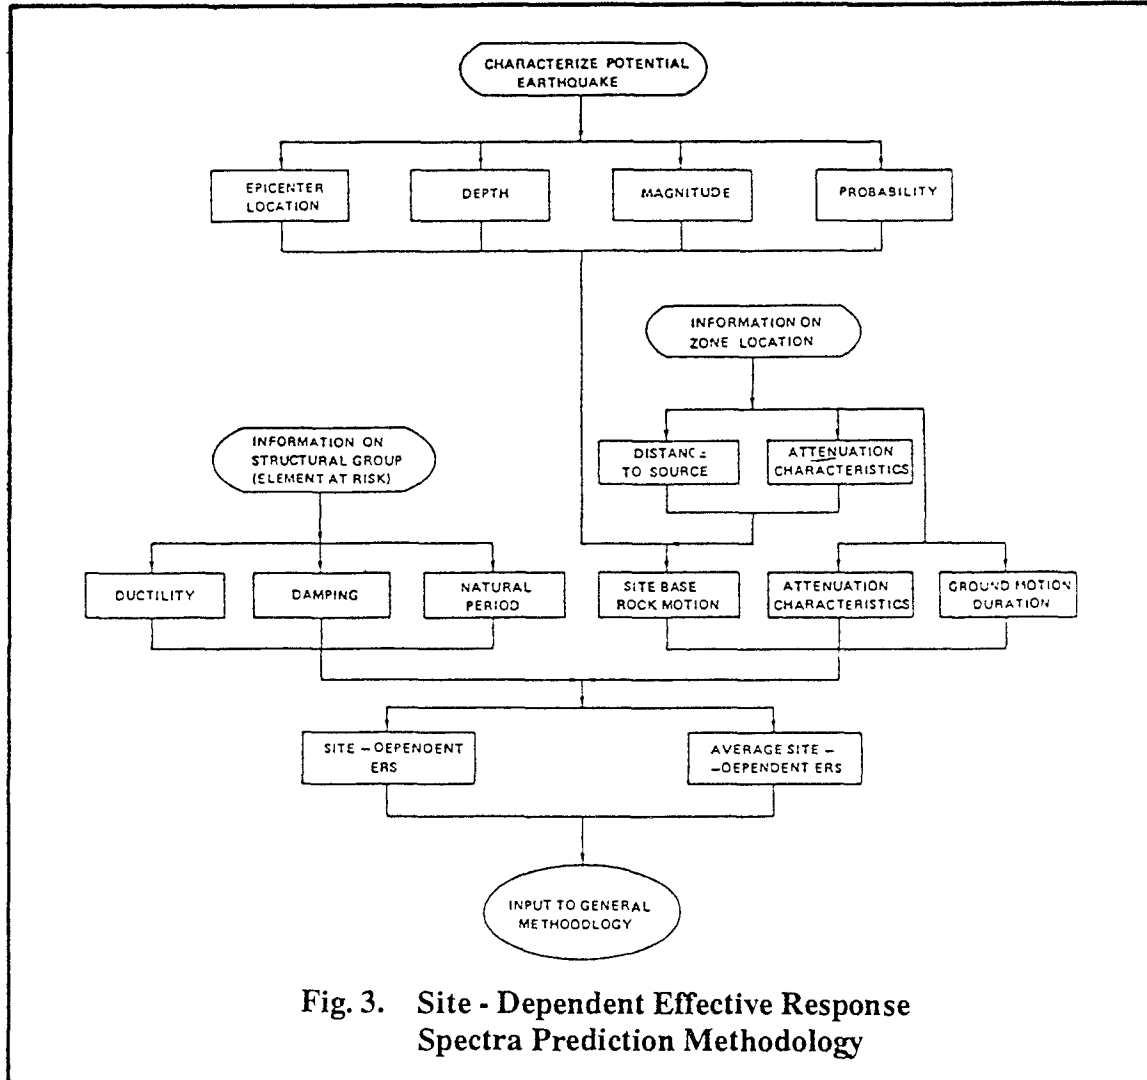 CHARACTERIZE POTENTIAL
EARTHQUAKE
EPICENTER
LOCATION
DEPTH
MAGNITUDE
PROBABILITY
INFORMATION ON
ZONE LOCATION
INFORMATION ON
STRUCTURAL GROUP
(ELEMENT AT RISK)
DISTANCE
TO SOURCE
ATTENUATION
CHARACTERISTICS
DUCTILITY
DAMPING
NATURAL
PERIOD
SITE BASE
ROCK MOTION
ATTENUATION
CHARACTERISTICS
GROUND MOTION
DURATION
SITE – DEPENDENT
ERS
AVERAGE SITE –
–DEPENDENT ERS
INPUT TO GENERAL
METHODOLOGY
Fig. 3. Site - Dependent Effective Response
Spectra Prediction Methodology